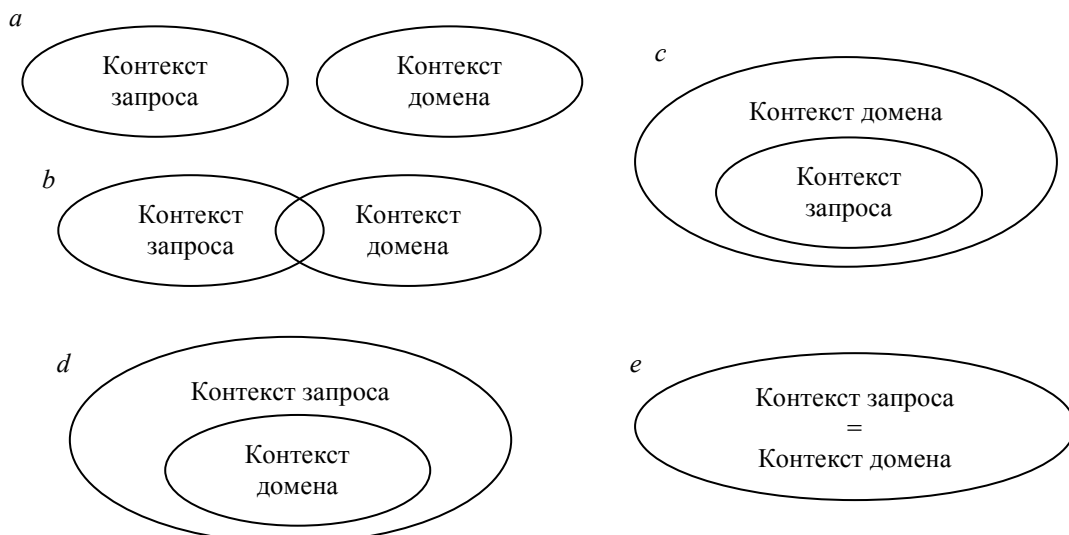 a
Контекст
запроса
Контекст
домена
b
Контекст
запроса
Контекст
домена
c
Контекст домена
Контекст
запроса
d
Контекст запроса
Контекст
домена
e
Контекст запроса
=
Контекст домена